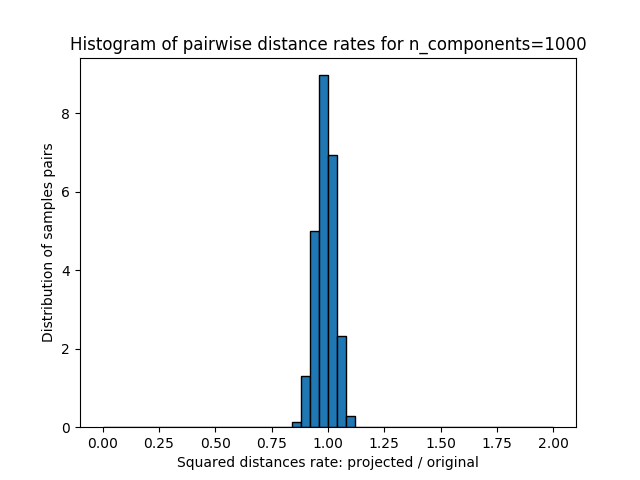 Histogram of pairwise distance rates for n_components=1000
Distribution of samples pairs
8
6
4
2
0
0.00 0.25 0.50 0.75 1.00 1.25 1.50 1.75 2.00
Squared distances rate: projected / original